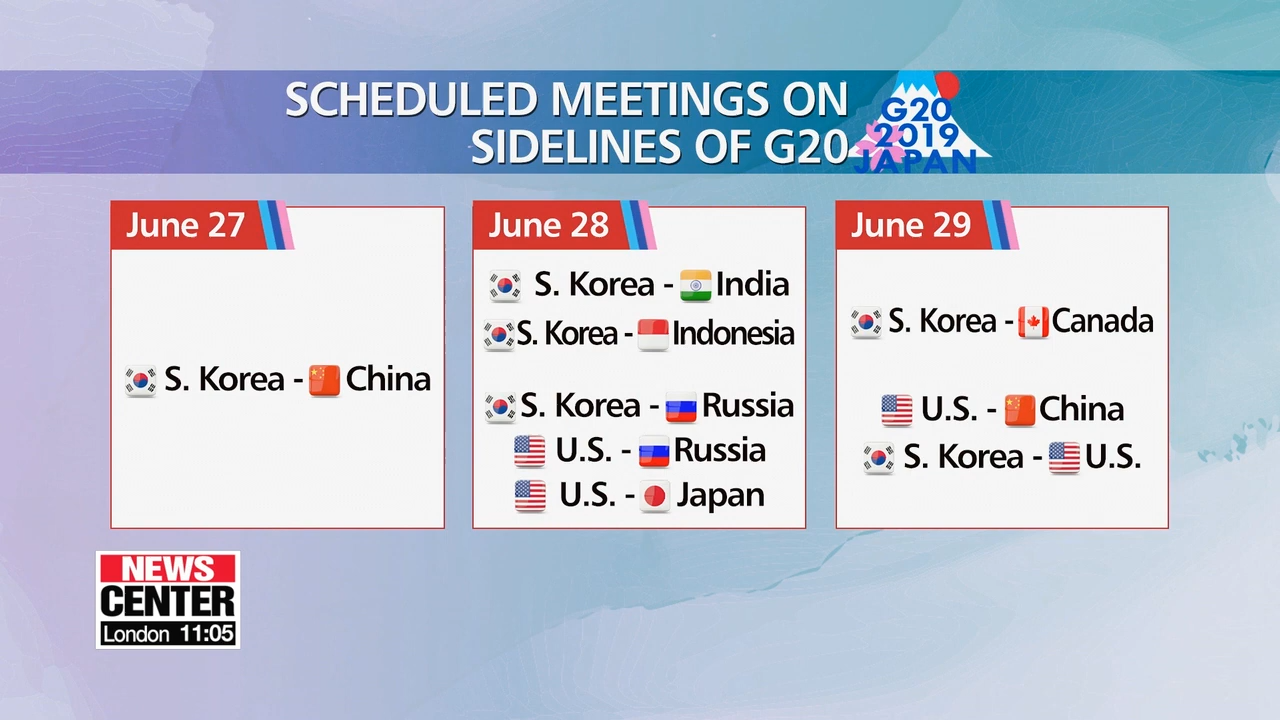 SCHEDULED MEETINGS ON
SIDELINES OF G20
G20
2019
JAPAN
June 27
S. Korea - China
June 28
S. Korea - India
S. Korea - Indonesia
S. Korea - Russia
U.S. - Russia
U.S. - Japan
June 29
S. Korea - Canada
U.S. - China
S. Korea - U.S.
NEWS
CENTER
London 11:05